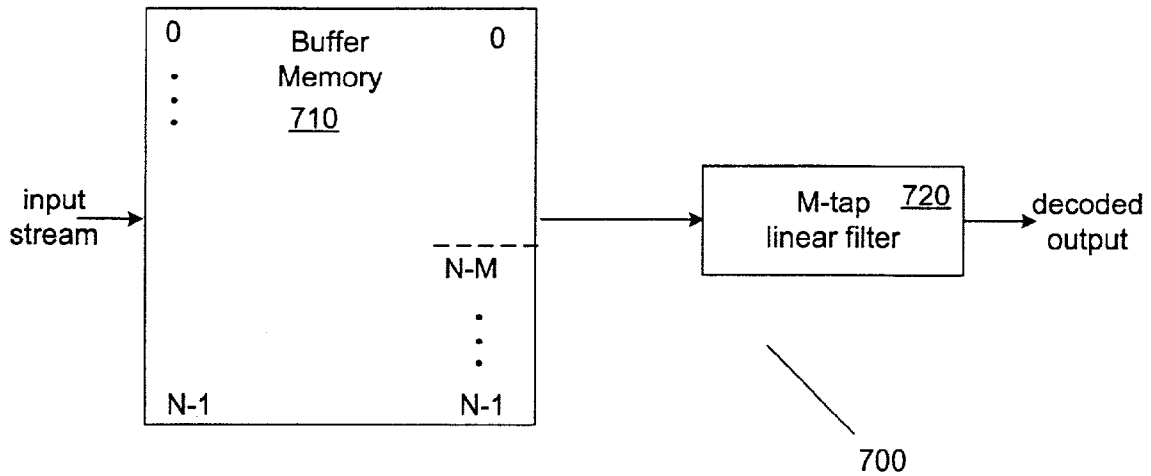 0 Buffer 0
Memory
710
input
stream
N-M
N-1 N-1
M-tap 720
linear filter
decoded
output
700